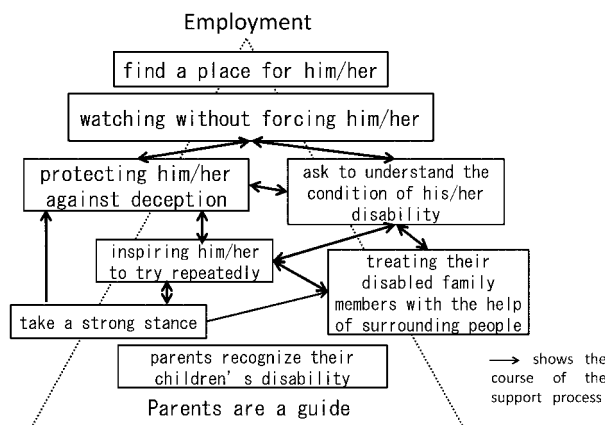 Employment
find a place for him/her
watching without forcing him/her
protecting him/her
against deception
ask to understand the
condition of his/her
disability
inspiring him/her
to try repeatedly
treating their
disabled family
members with the help
of surrounding people
take a strong stance
parents recognize their
children's disability
Parents are a guide
shows the
course of the
support process